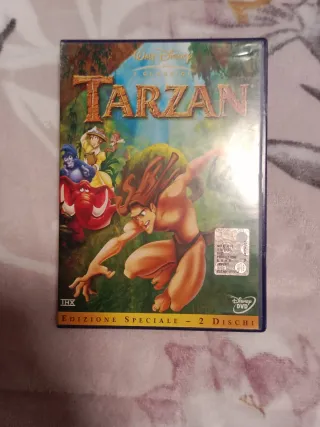 Walt Disney
TARZAN
THX
Disney
DVD
Edizione Speciale - 2 Dischi